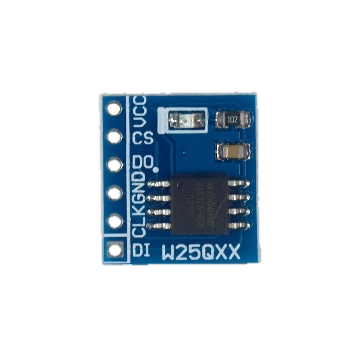 VCC
CS
DO
GND
CLK
DI
W25QXX
102